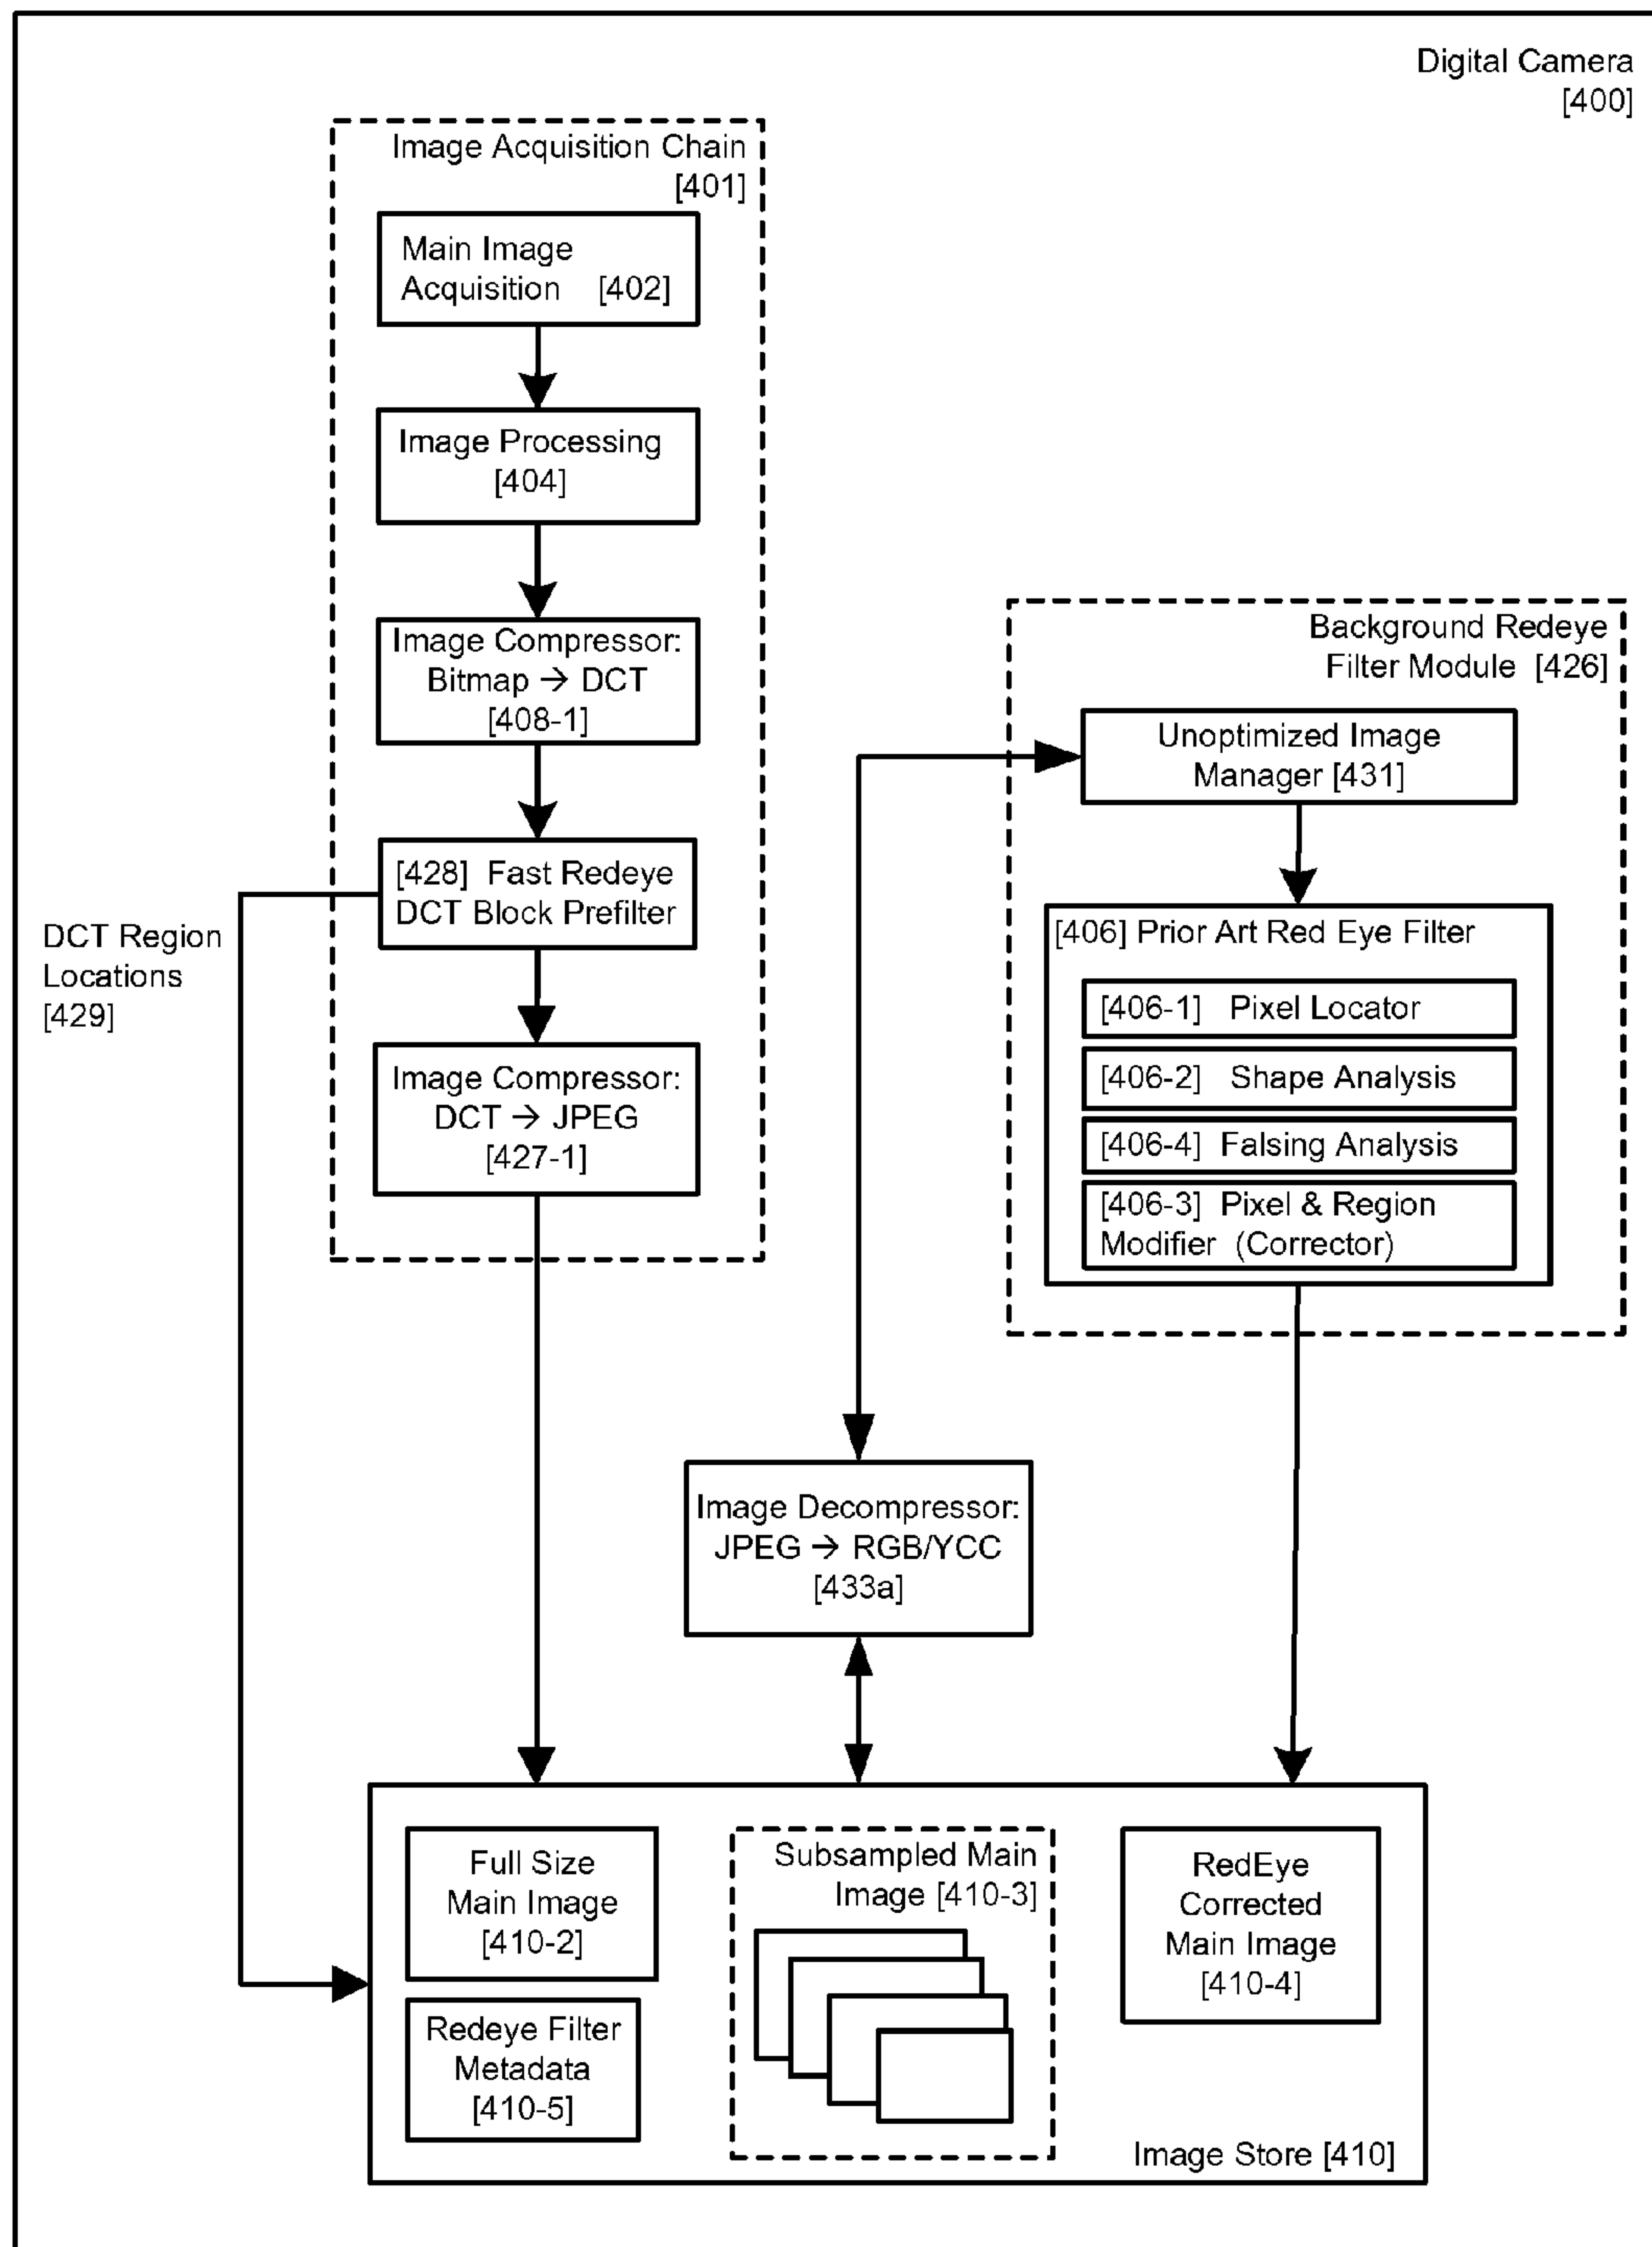 Digital Camera
[400]
Image Acquisition Chain
[401]
Main Image
Acquisition [402]
Image Processing
[404]
Image Compressor:
Bitmap → DCT
[408-1]
[428] Fast Redeye
DCT Block Prefilter
DCT Region
Locations
[429]
Image Compressor:
DCT → JPEG
[427-1]
Background Redeye
Filter Module [426]
Unoptimized Image
Manager [431]
[406] Prior Art Red Eye Filter
[406-1] Pixel Locator
[406-2] Shape Analysis
[406-4] Falsing Analysis
[406-3] Pixel & Region
Modifier (Corrector)
Image Decompressor:
JPEG → RGB/YCC
[433a]
Full Size
Main Image
[410-2]
Redeye Filter
Metadata
[410-5]
Subsampled Main
Image [410-3]
RedEye
Corrected
Main Image
[410-4]
Image Store [410]